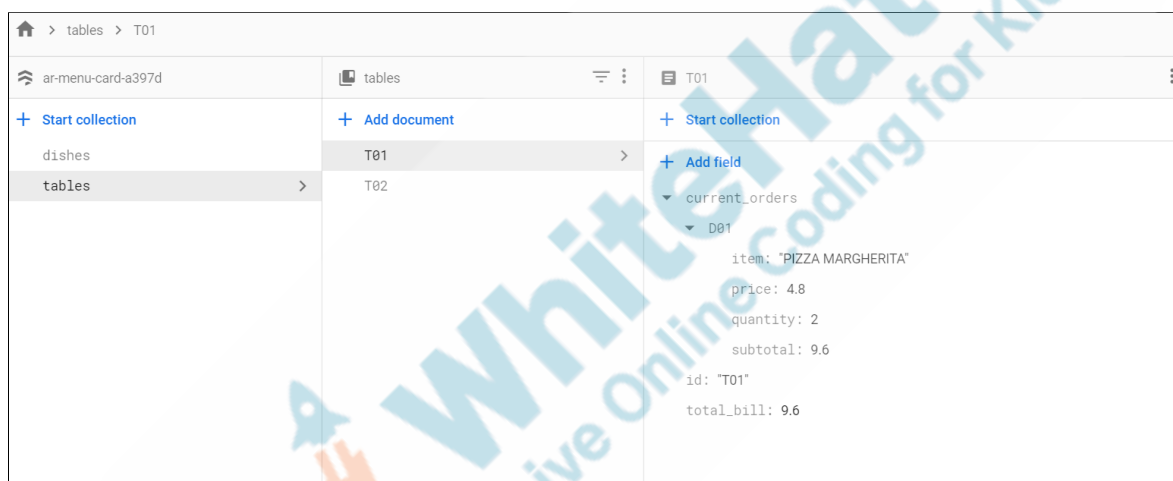 tables > T01
ar-menu-card-a397d
tables
T01
+ Start collection
+ Add document
+ Start collection
dishes
tables
T01
T02
+ Add field
current_orders
D01
item: "PIZZA MARGHERITA"
price: 4.8
quantity: 2
subtotal: 9.6
id: "T01"
total_bill: 9.6
WhiteHat
Live Online Coding for Kids